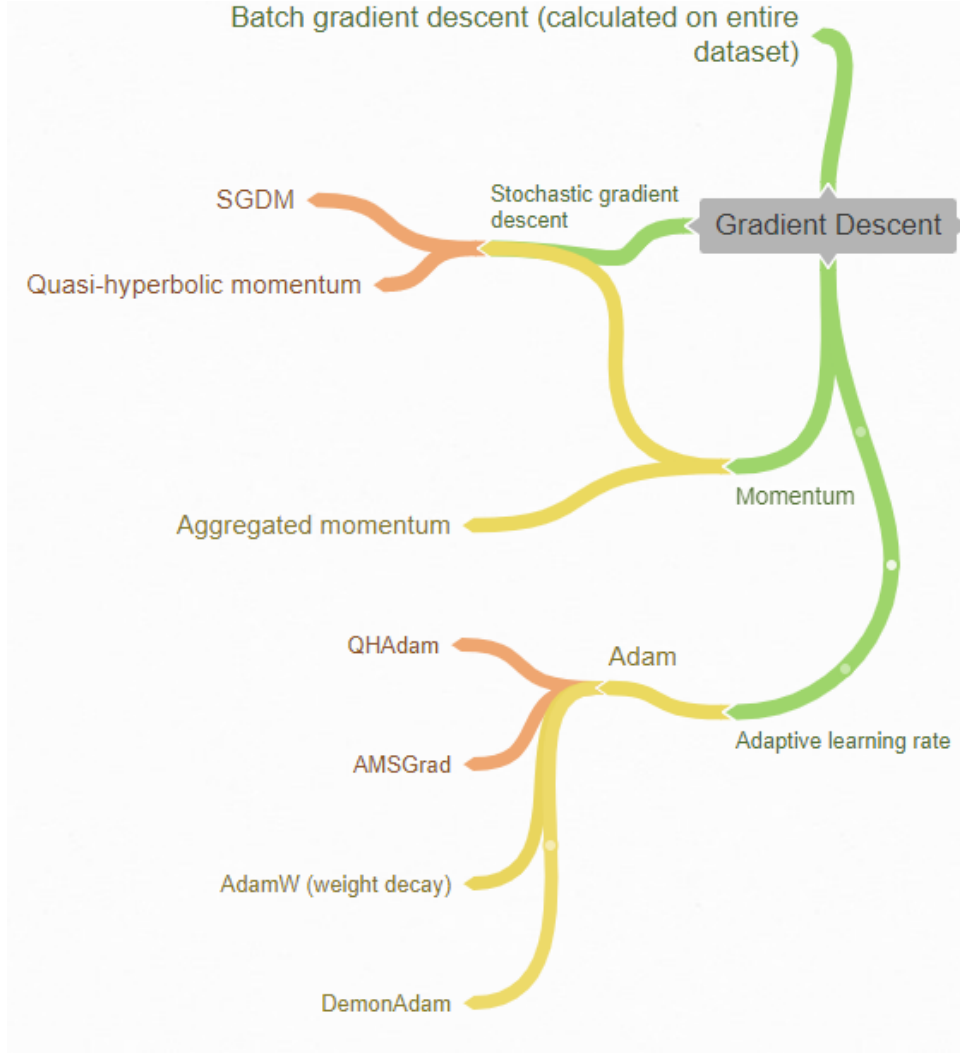 Batch gradient descent (calculated on entire
dataset)
Stochastic gradient
descent
SGDM
Gradient Descent
Quasi-hyperbolic momentum
Momentum
Aggregated momentum
QHAdam
Adam
Adaptive learning rate
AMSGrad
AdamW (weight decay)
DemonAdam